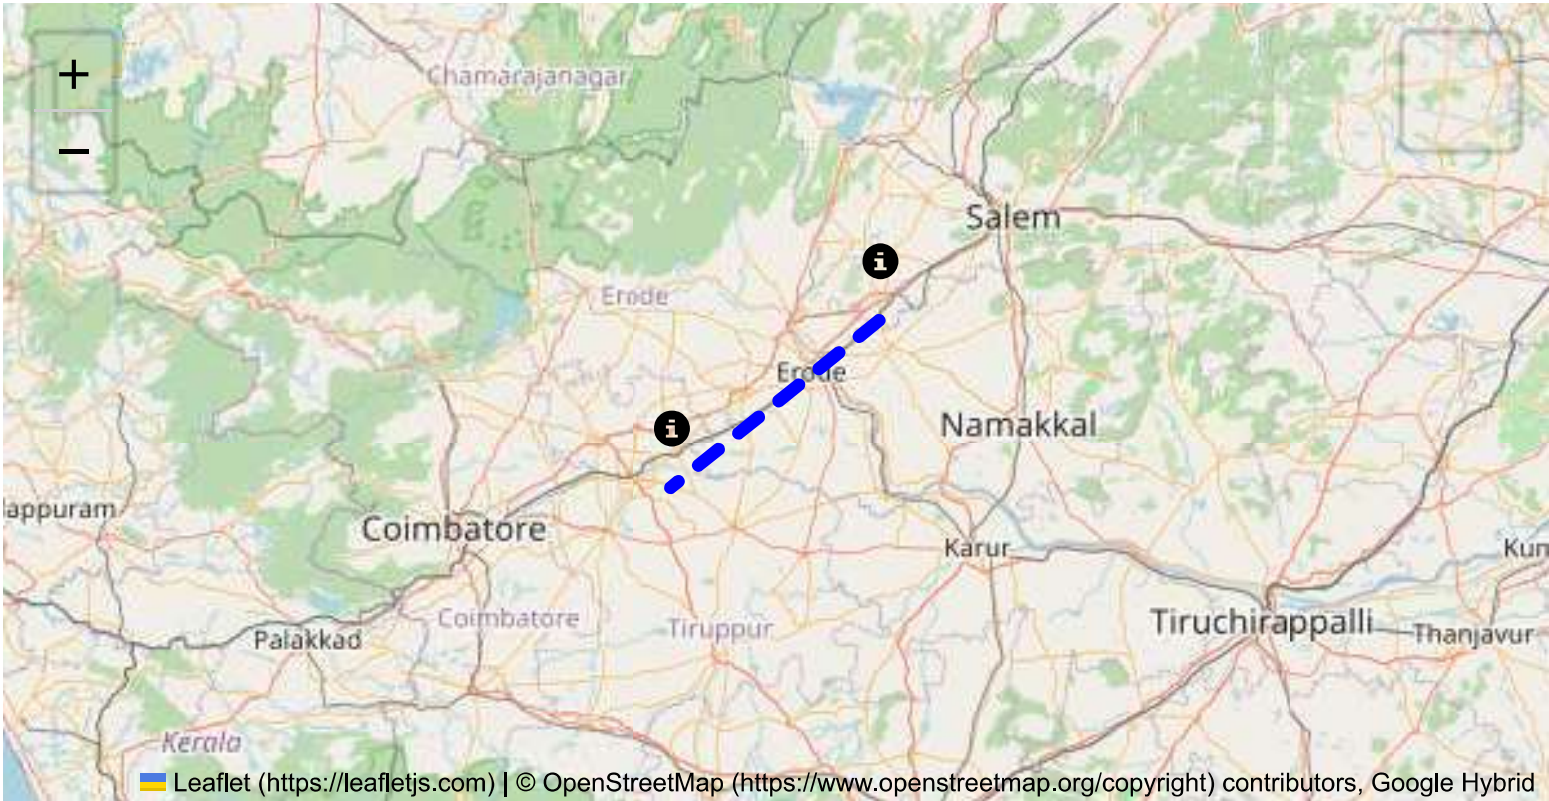 +
−
Chamarajanagar
Salem
i
Erode
Erode
i
Namakkal
lappuram
Coimbatore
Karur
Kun
Coimbatore
Tiruppur
Tiruchirappalli
Thanjavur
Palakkad
Kerala
Leaflet (https://leafletjs.com) | © OpenStreetMap (https://www.openstreetmap.org/copyright) contributors, Google Hybrid